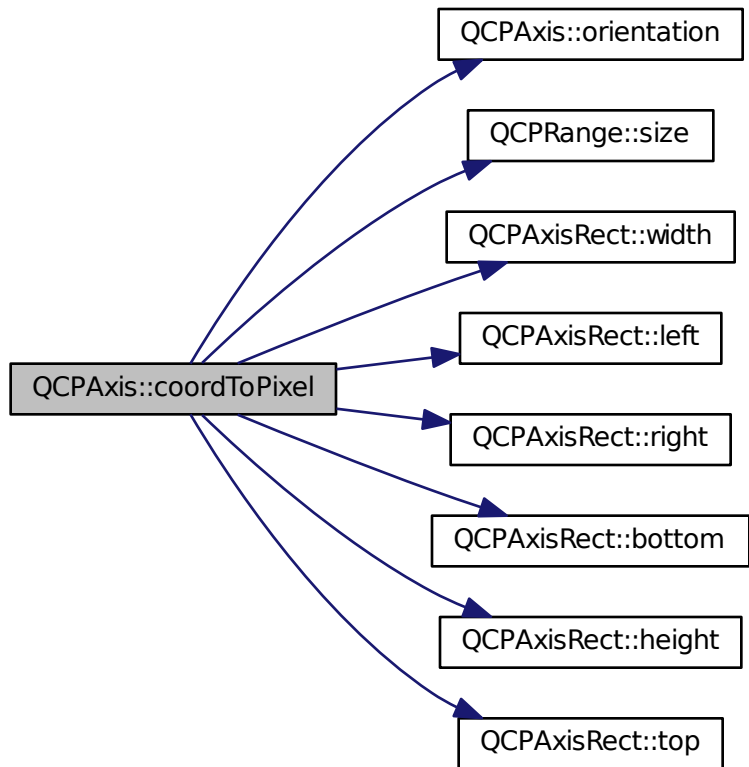 QCPAxis::orientation
QCPRange::size
QCPAxisRect::width
QCPAxisRect::left
QCPAxis::coordToPixel
QCPAxisRect::right
QCPAxisRect::bottom
QCPAxisRect::height
QCPAxisRect::top